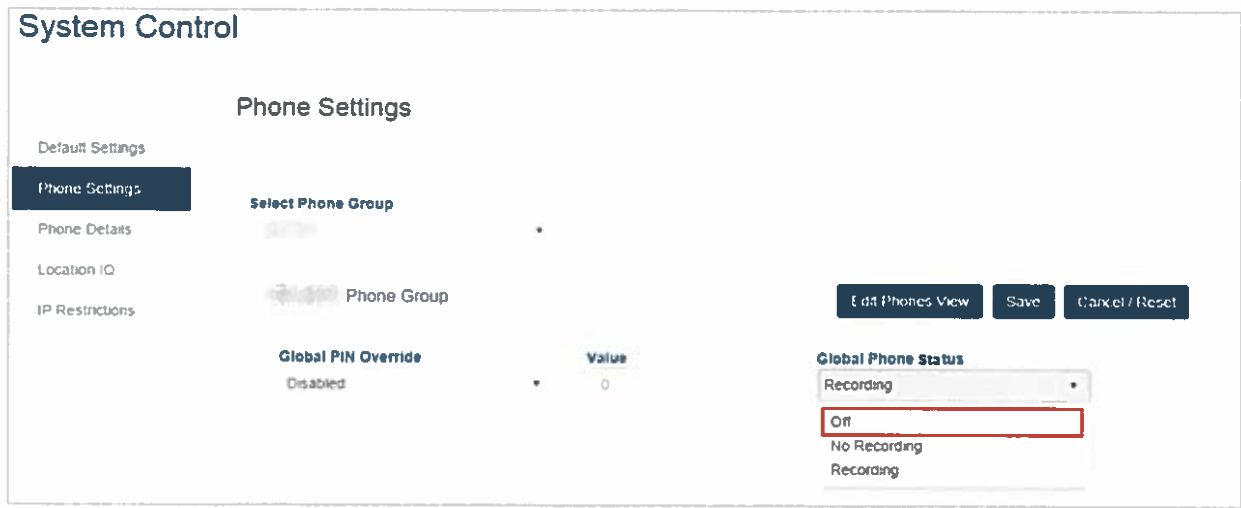 System Control
Phone Settings
Default Settings
Phone Settings
Select Phone Group
Phone Details
Location IQ
Phone Group
Edit Phones View Save Cancel / Reset
IP Restrictions
Global PIN Override Value Global Phone Status
Disabled 0 Recording
Off
No Recording
Recording